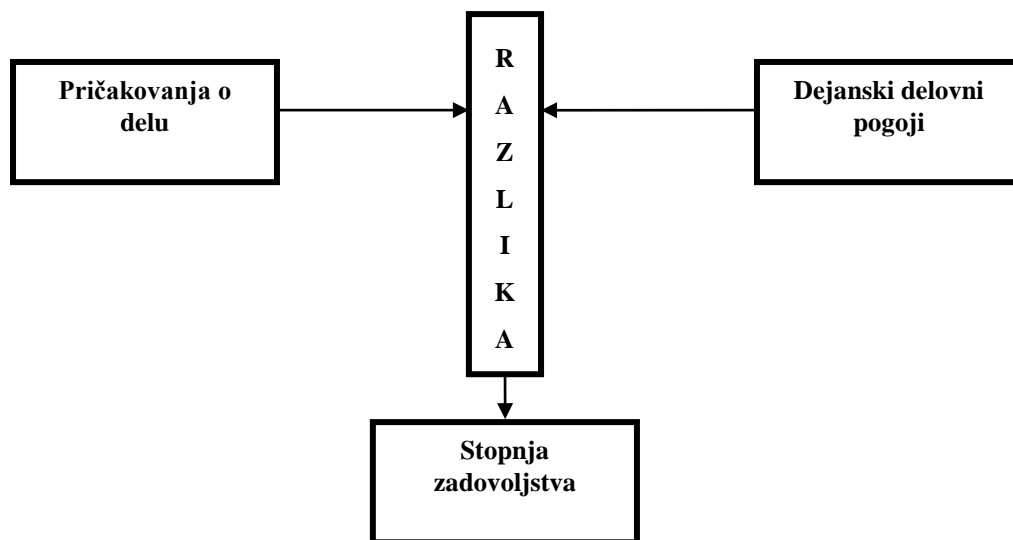 Pričakovanja o
delu
R
A
Z
L
I
K
A
Dejanski delovni
pogoji
Stopnja
zadovoljstva